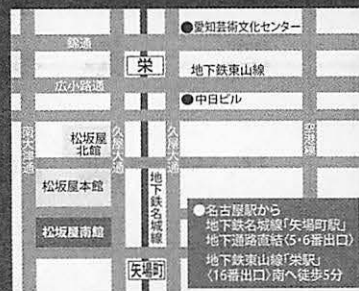 ●愛知芸術文化センター
錦通
栄
地下鉄東山線
広小路通
●中日ビル
南大津通
松坂屋
北館
久屋大通
久屋大通
空港線
松坂屋本館
地下鉄名城線
松坂屋南館
矢場町
●名古屋駅から
地下鉄名城線「矢場町駅」
地下通路直結〈5・6番出口〉
地下鉄東山線「栄駅」
〈16番出口〉南へ徒歩5分